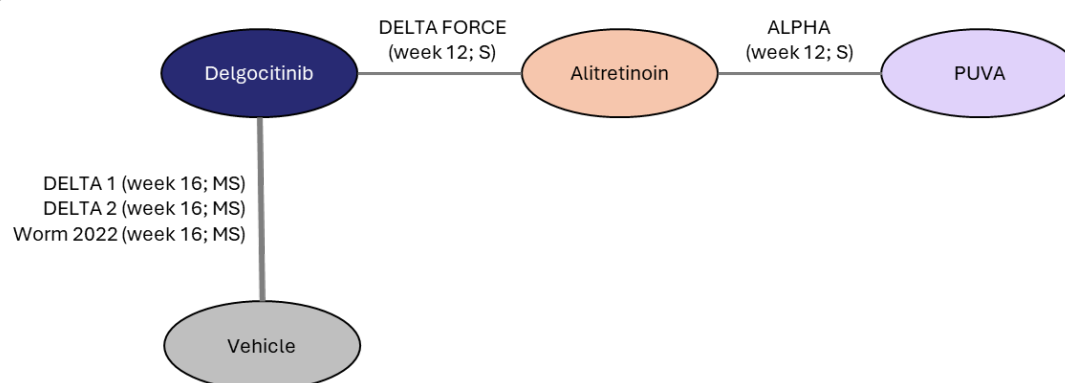 DELTA FORCE
(week 12; S)
ALPHA
(week 12; S)
Delgocitinib
Alitretinoin
PUVA
DELTA 1 (week 16; MS)
DELTA 2 (week 16; MS)
Worm 2022 (week 16; MS)
Vehicle